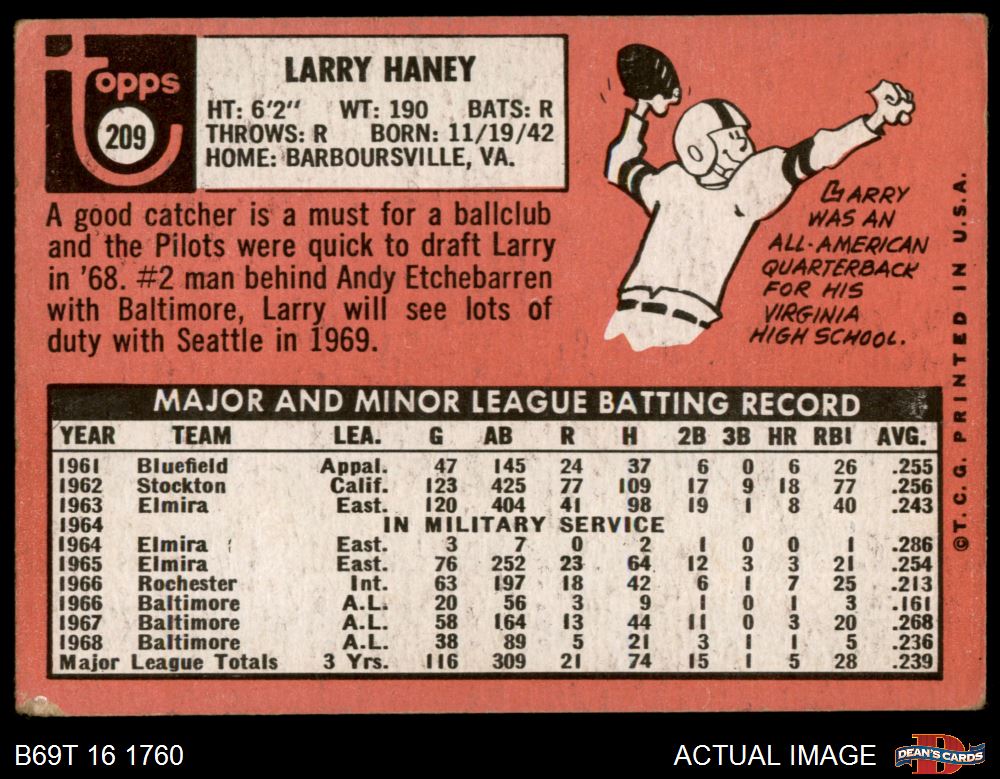 Topps
209
LARRY HANEY
HT: 6'2" WT: 190 BATS: R
THROWS: R BORN: 11/19/42
HOME: BARBOURSVILLE, VA.
A good catcher is a must for a ballclub
and the Pilots were quick to draft Larry
in '68. #2 man behind Andy Etchebarren
with Baltimore, Larry will see lots of
duty with Seattle in 1969.
LARRY
WAS AN
ALL-AMERICAN
QUARTERBACK
FOR HIS
VIRGINIA
HIGH SCHOOL.
©T.C.G. PRINTED IN U.S.A.
MAJOR AND MINOR LEAGUE BATTING RECORD
YEAR TEAM LEA. G AB R H 2B 3B HR RBI AVG.
1961 Bluefield Appal. 47 145 24 37 6 0 6 26 .255
1962 Stockton Calif. 123 425 77 109 17 9 18 77 .256
1963 Elmira East. 120 404 41 98 19 1 8 40 .243
1964 IN MILITARY SERVICE
1964 Elmira East. 3 7 0 2 1 0 0 1 .286
1965 Elmira East. 76 252 23 64 12 3 3 21 .254
1966 Rochester Int. 63 197 18 42 6 1 7 25 .213
1966 Baltimore A.L. 20 56 3 9 1 0 1 3 .161
1967 Baltimore A.L. 58 164 13 44 11 0 3 20 .268
1968 Baltimore A.L. 38 89 5 21 3 1 1 5 .236
Major League Totals 3 Yrs. 116 309 21 74 15 1 5 28 .239
B69T 16 1760
ACTUAL IMAGE
D
DEAN'S CARDS